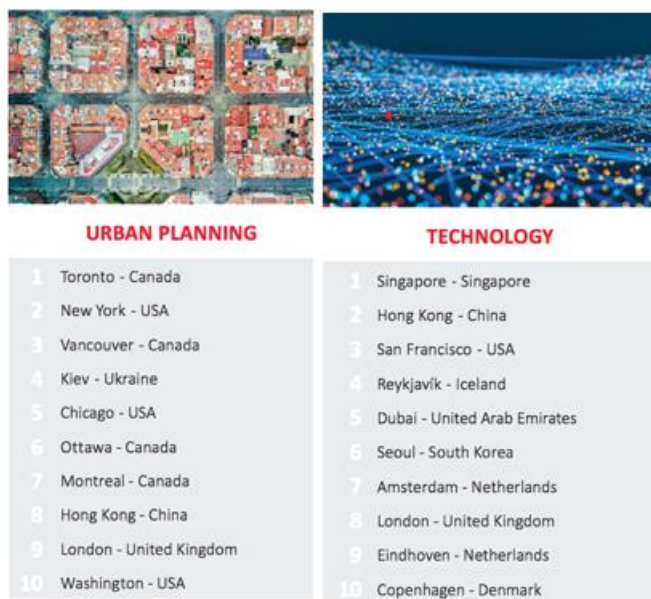 URBAN PLANNING
1 Toronto - Canada
2 New York - USA
3 Vancouver - Canada
4 Kiev - Ukraine
5 Chicago - USA
6 Ottawa - Canada
7 Montreal - Canada
8 Hong Kong - China
9 London - United Kingdom
10 Washington - USA
TECHNOLOGY
1 Singapore - Singapore
2 Hong Kong - China
3 San Francisco - USA
4 Reykjavík - Iceland
5 Dubai - United Arab Emirates
6 Seoul - South Korea
7 Amsterdam - Netherlands
8 London - United Kingdom
9 Eindhoven - Netherlands
10 Copenhagen - Denmark